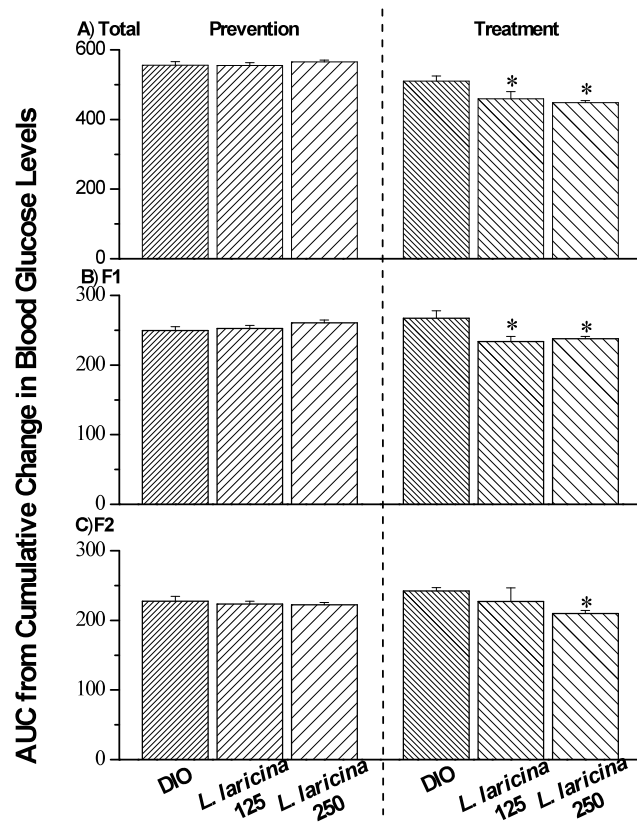 A) Total Prevention Treatment
600
400
200
0
*
*
B) F1
300
200
100
0
*
*
C)F2
300
200
100
0
*
DIO
L. laricina
125
L. laricina
250
DIO
L. laricina
125
L. laricina
250
AUC from Cumulative Change in Blood Glucose Levels